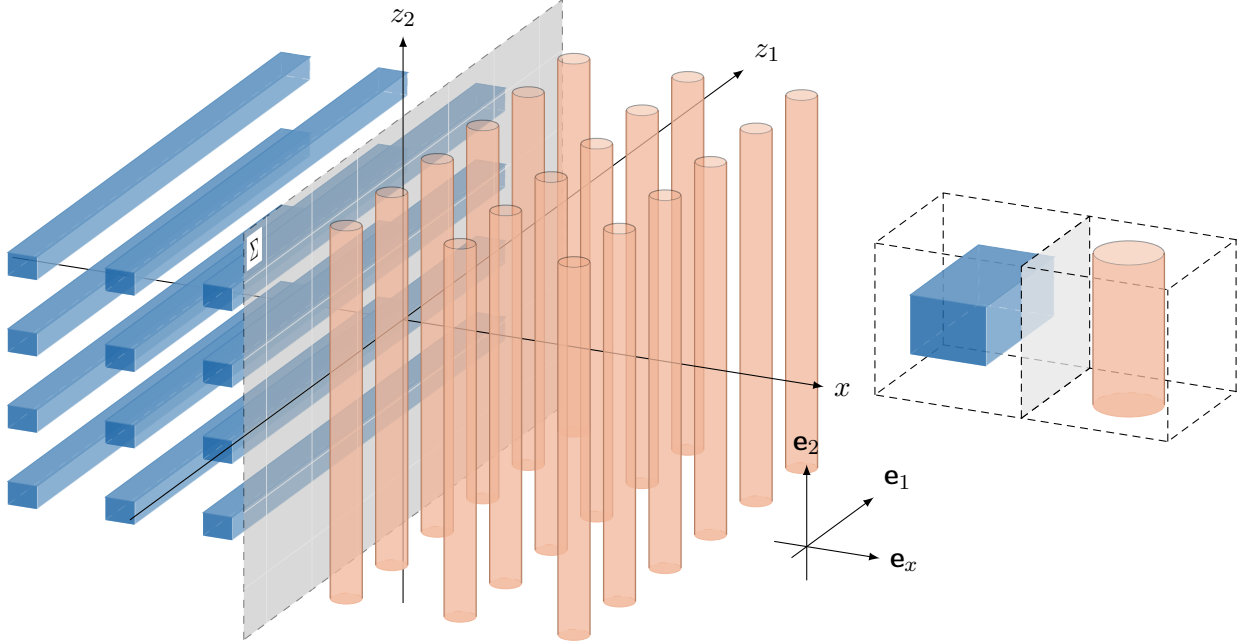 z₂
z₁
Σ
x
e₂
e₁
eₓ